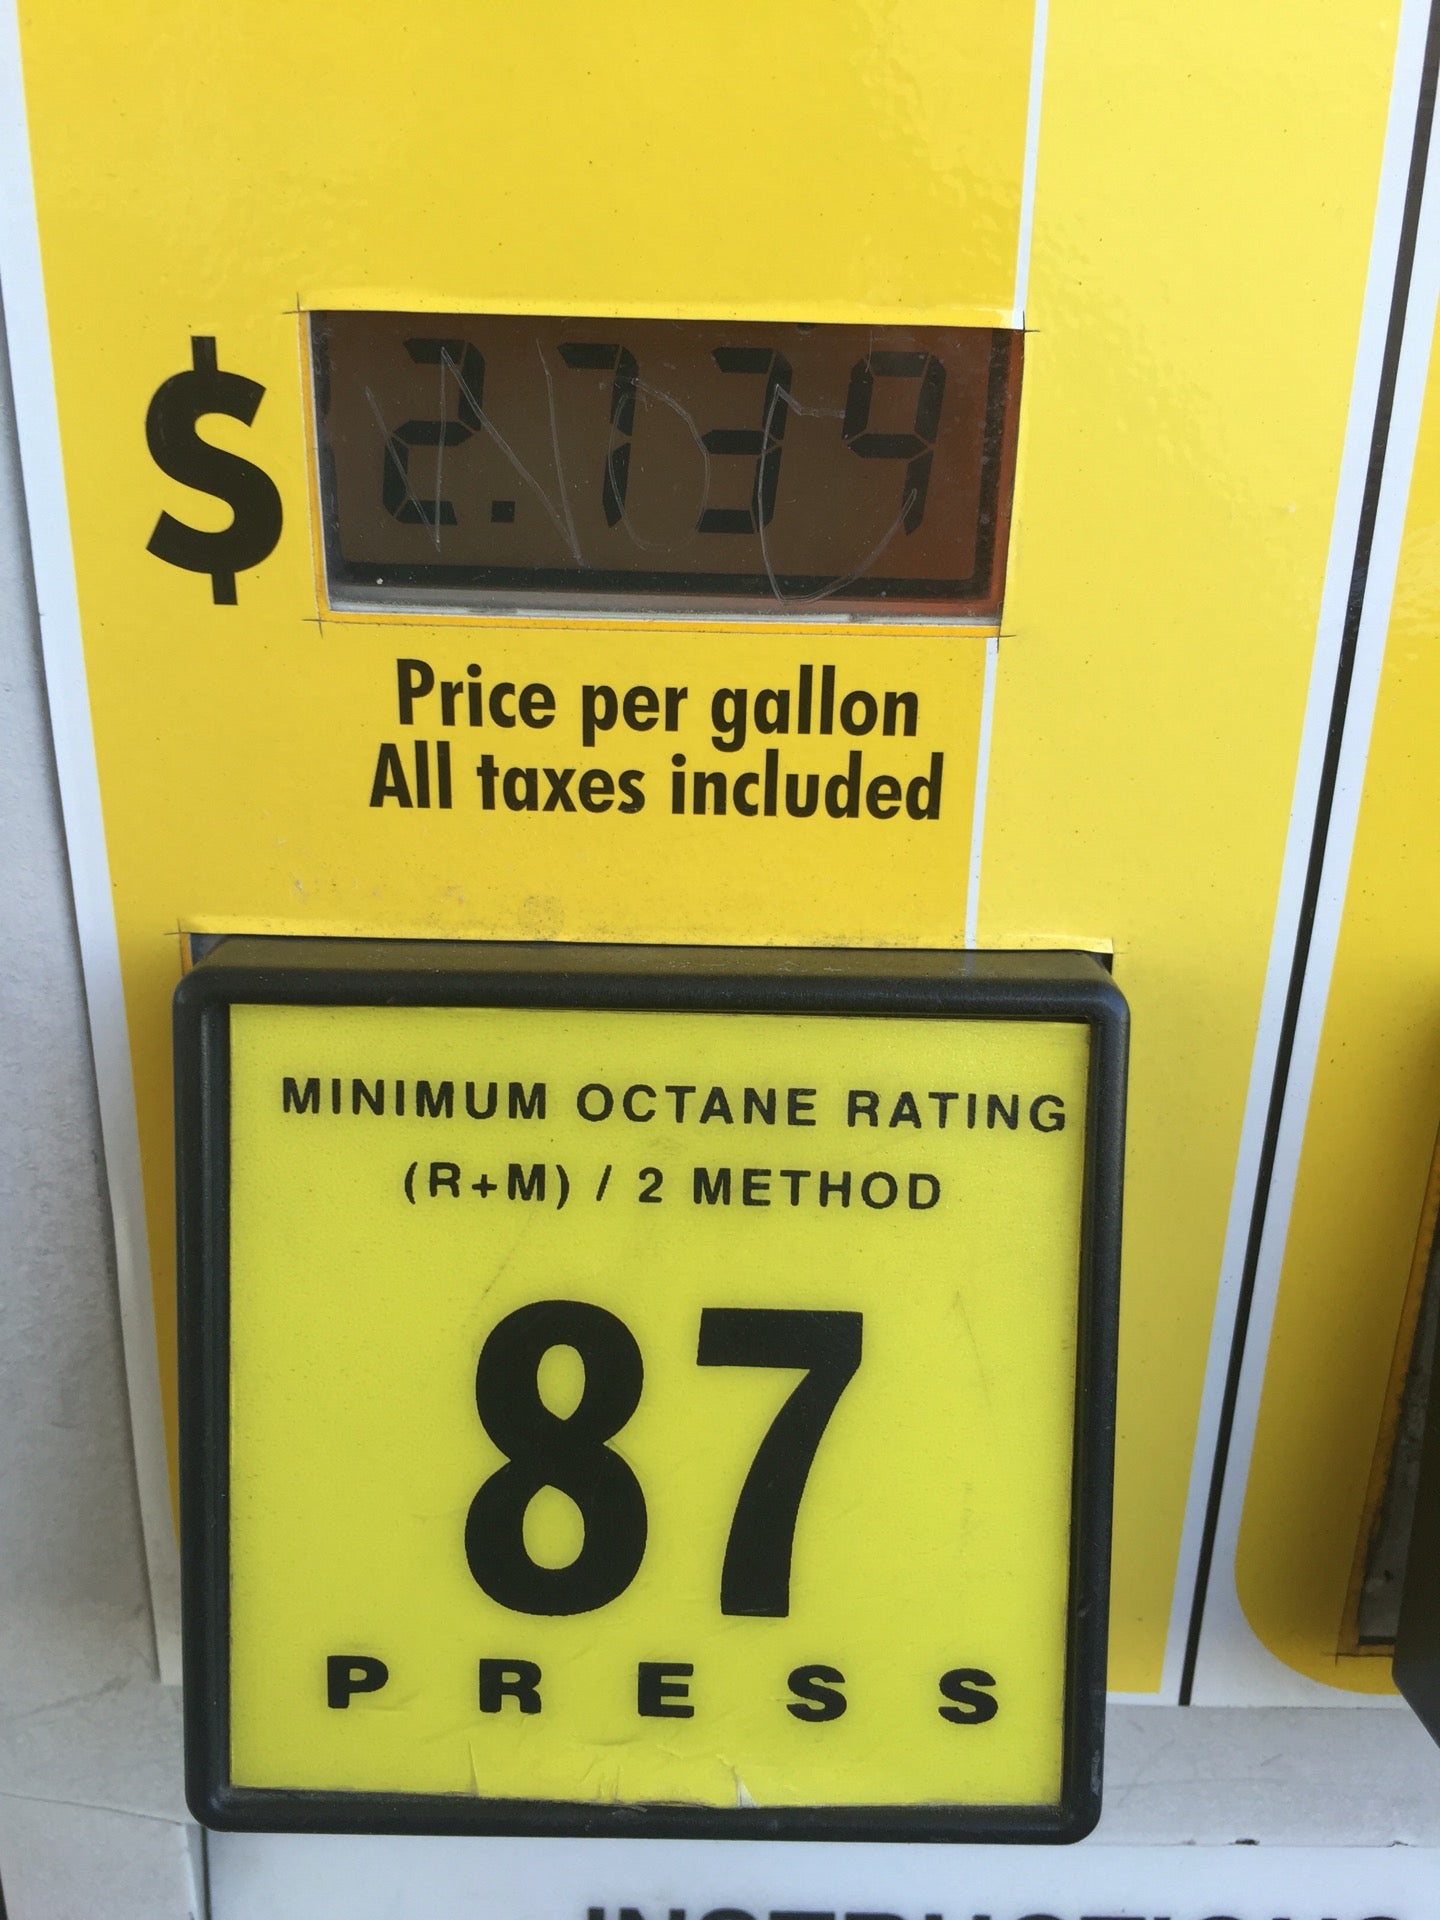 $ 2.739
Price per gallon
All taxes included
MINIMUM OCTANE RATING
(R+M) / 2 METHOD
87
PRESS